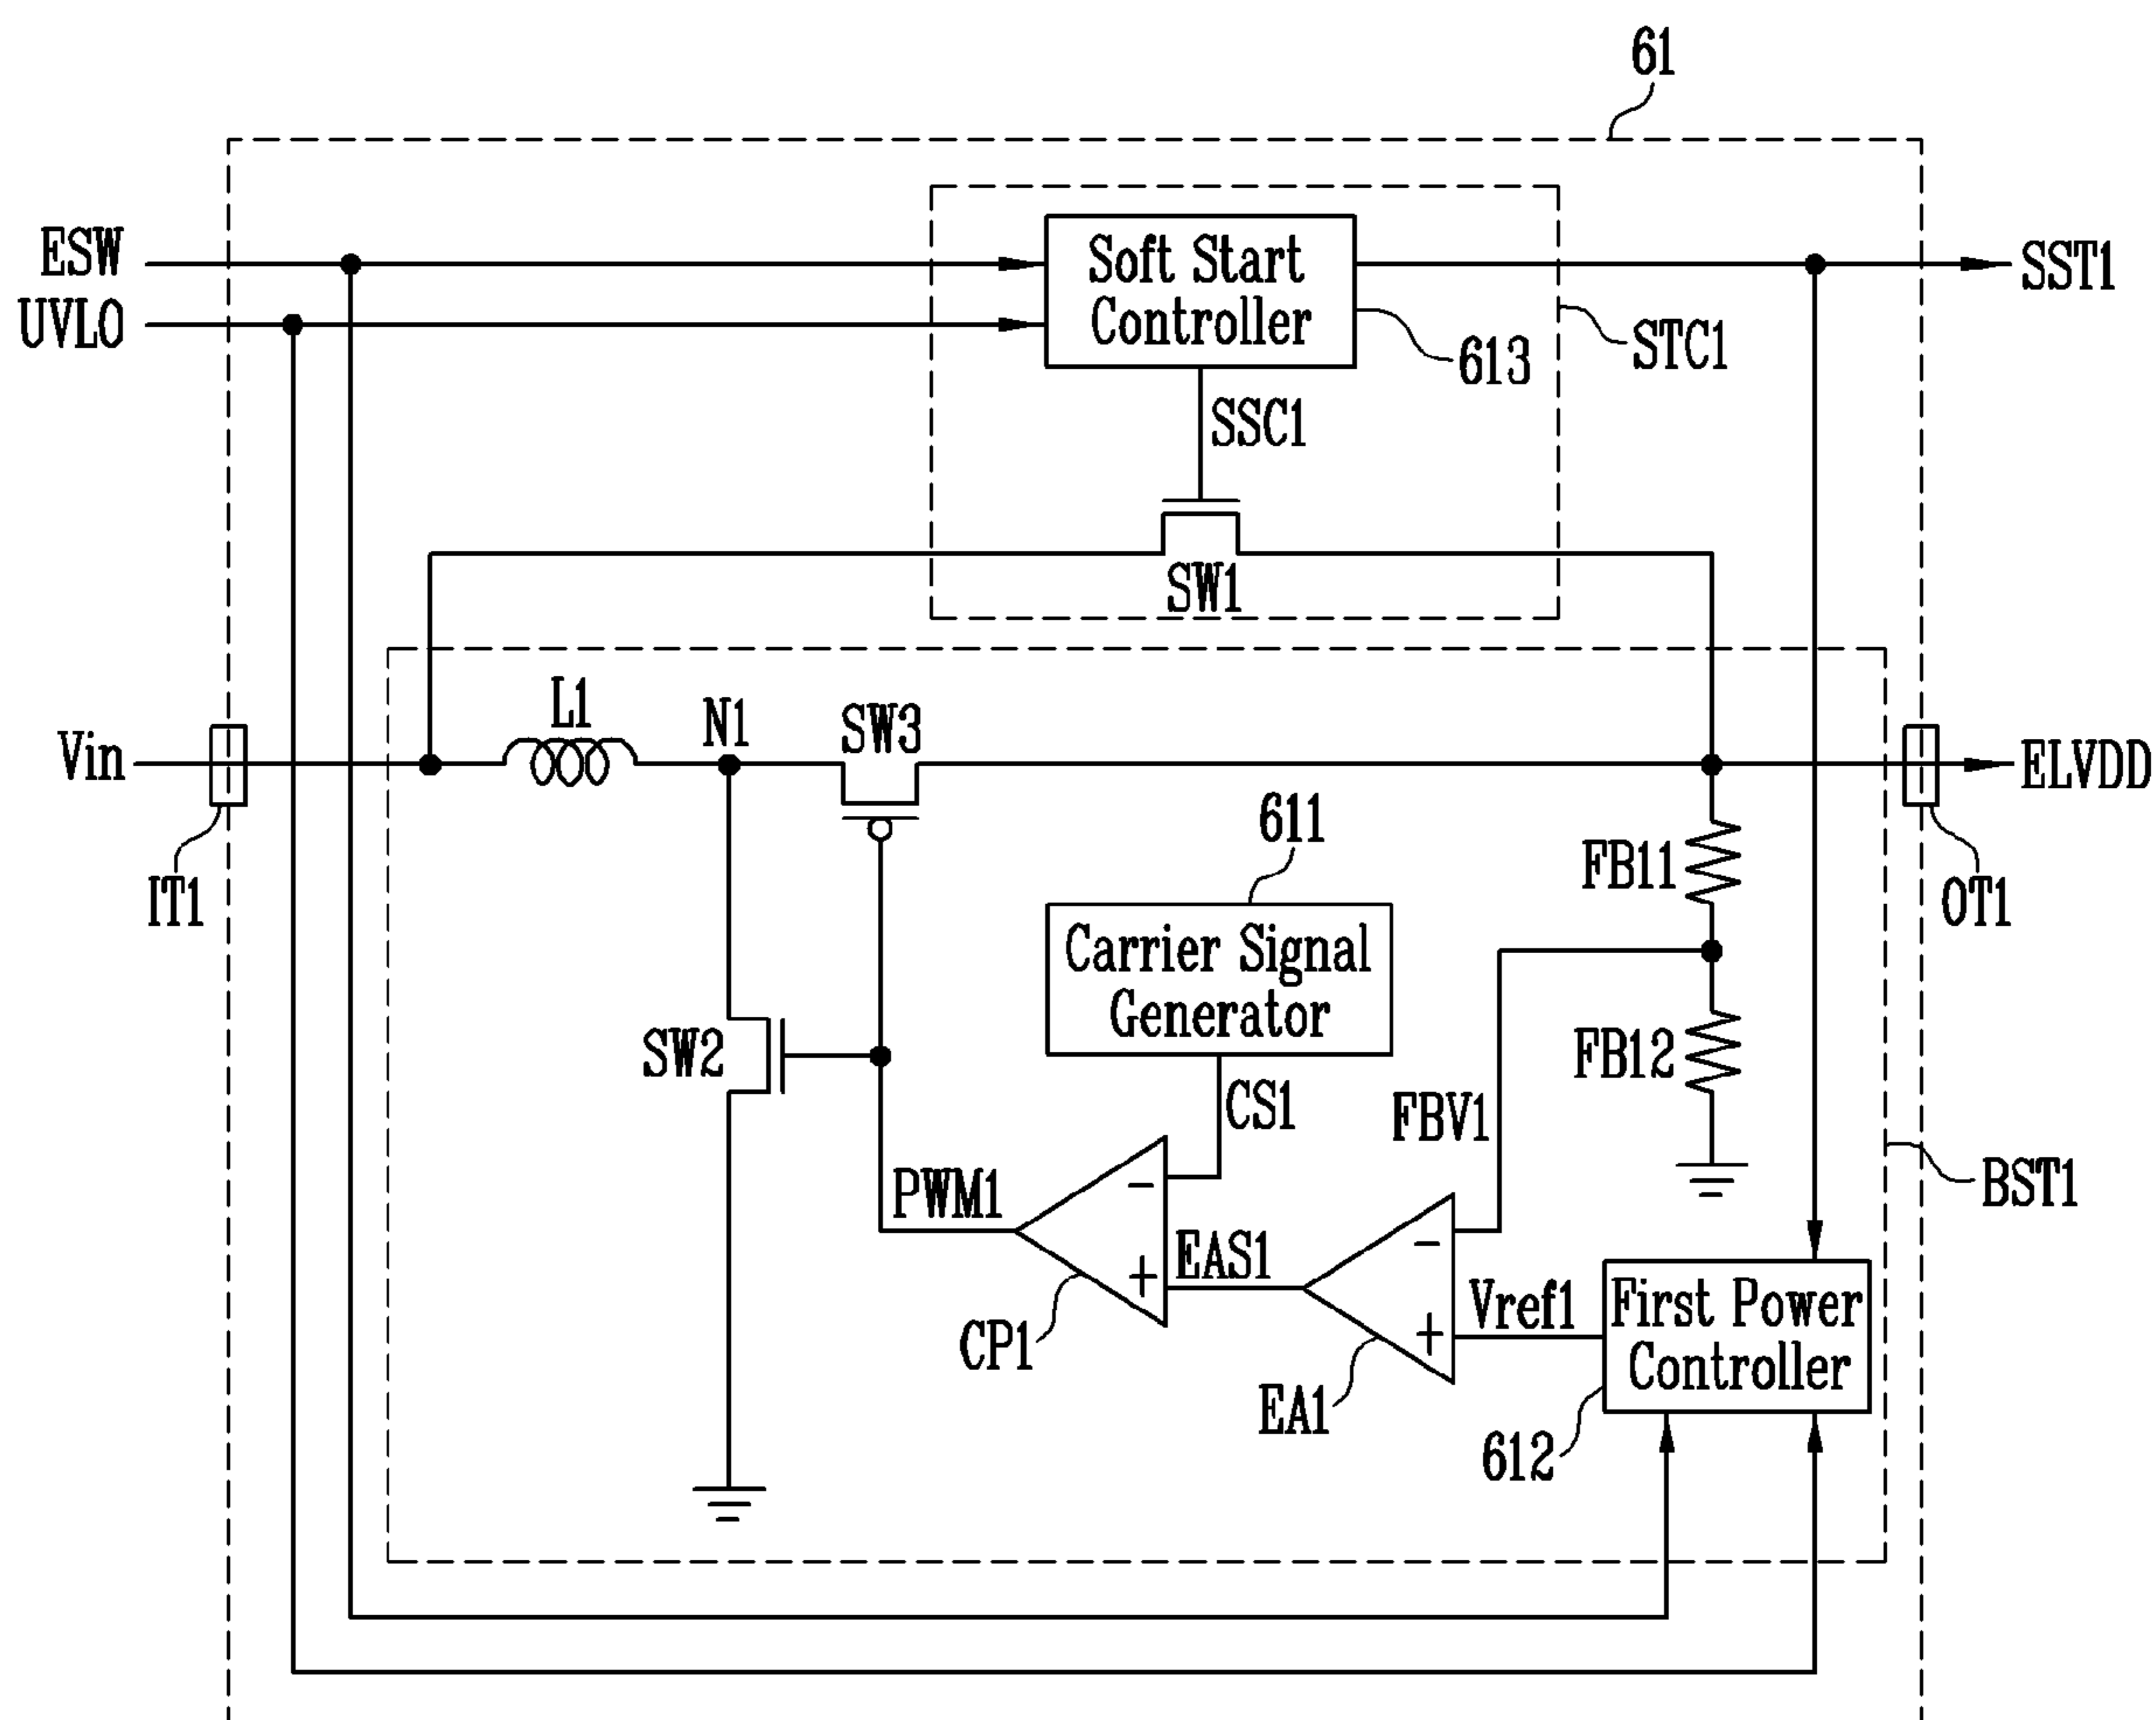 61
ESW
UVLO
Soft Start
Controller
SST1
613
STC1
SSC1
SW1
L1
N1
SW3
Vin
ELVDD
IT1
611
FB11
OT1
Carrier Signal
Generator
SW2
FB12
CS1
FBV1
PWM1
BST1
-
+
EAS1
-
+
Vref1
First Power
Controller
CP1
EA1
612